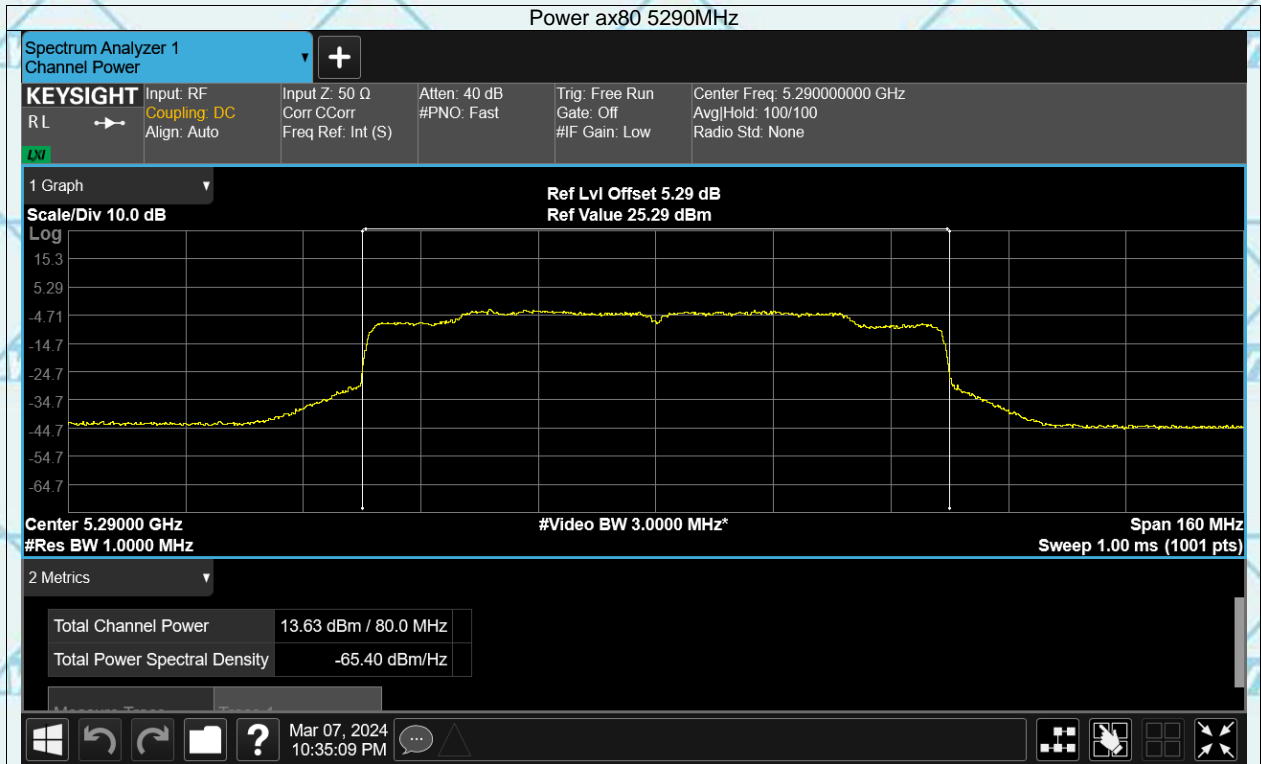 Power ax80 5290MHz
Spectrum Analyzer 1
Channel Power
KEYSIGHT
R L
LXI
Input: RF
Coupling: DC
Align: Auto
Input Z: 50 Ω
Corr CCorr
Freq Ref: Int (S)
Atten: 40 dB
#PNO: Fast
Trig: Free Run
Gate: Off
#IF Gain: Low
Center Freq: 5.290000000 GHz
Avg|Hold: 100/100
Radio Std: None
1 Graph
Ref Lvl Offset 5.29 dB
Scale/Div 10.0 dB
Ref Value 25.29 dBm
Log
15.3
5.29
-4.71
-14.7
-24.7
-34.7
-44.7
-54.7
-64.7
Center 5.29000 GHz
#Video BW 3.0000 MHz*
Span 160 MHz
#Res BW 1.0000 MHz
Sweep 1.00 ms (1001 pts)
2 Metrics
Total Channel Power 13.63 dBm / 80.0 MHz
Total Power Spectral Density -65.40 dBm/Hz
Measure Trace Trace 1
?
Mar 07, 2024
10:35:09 PM